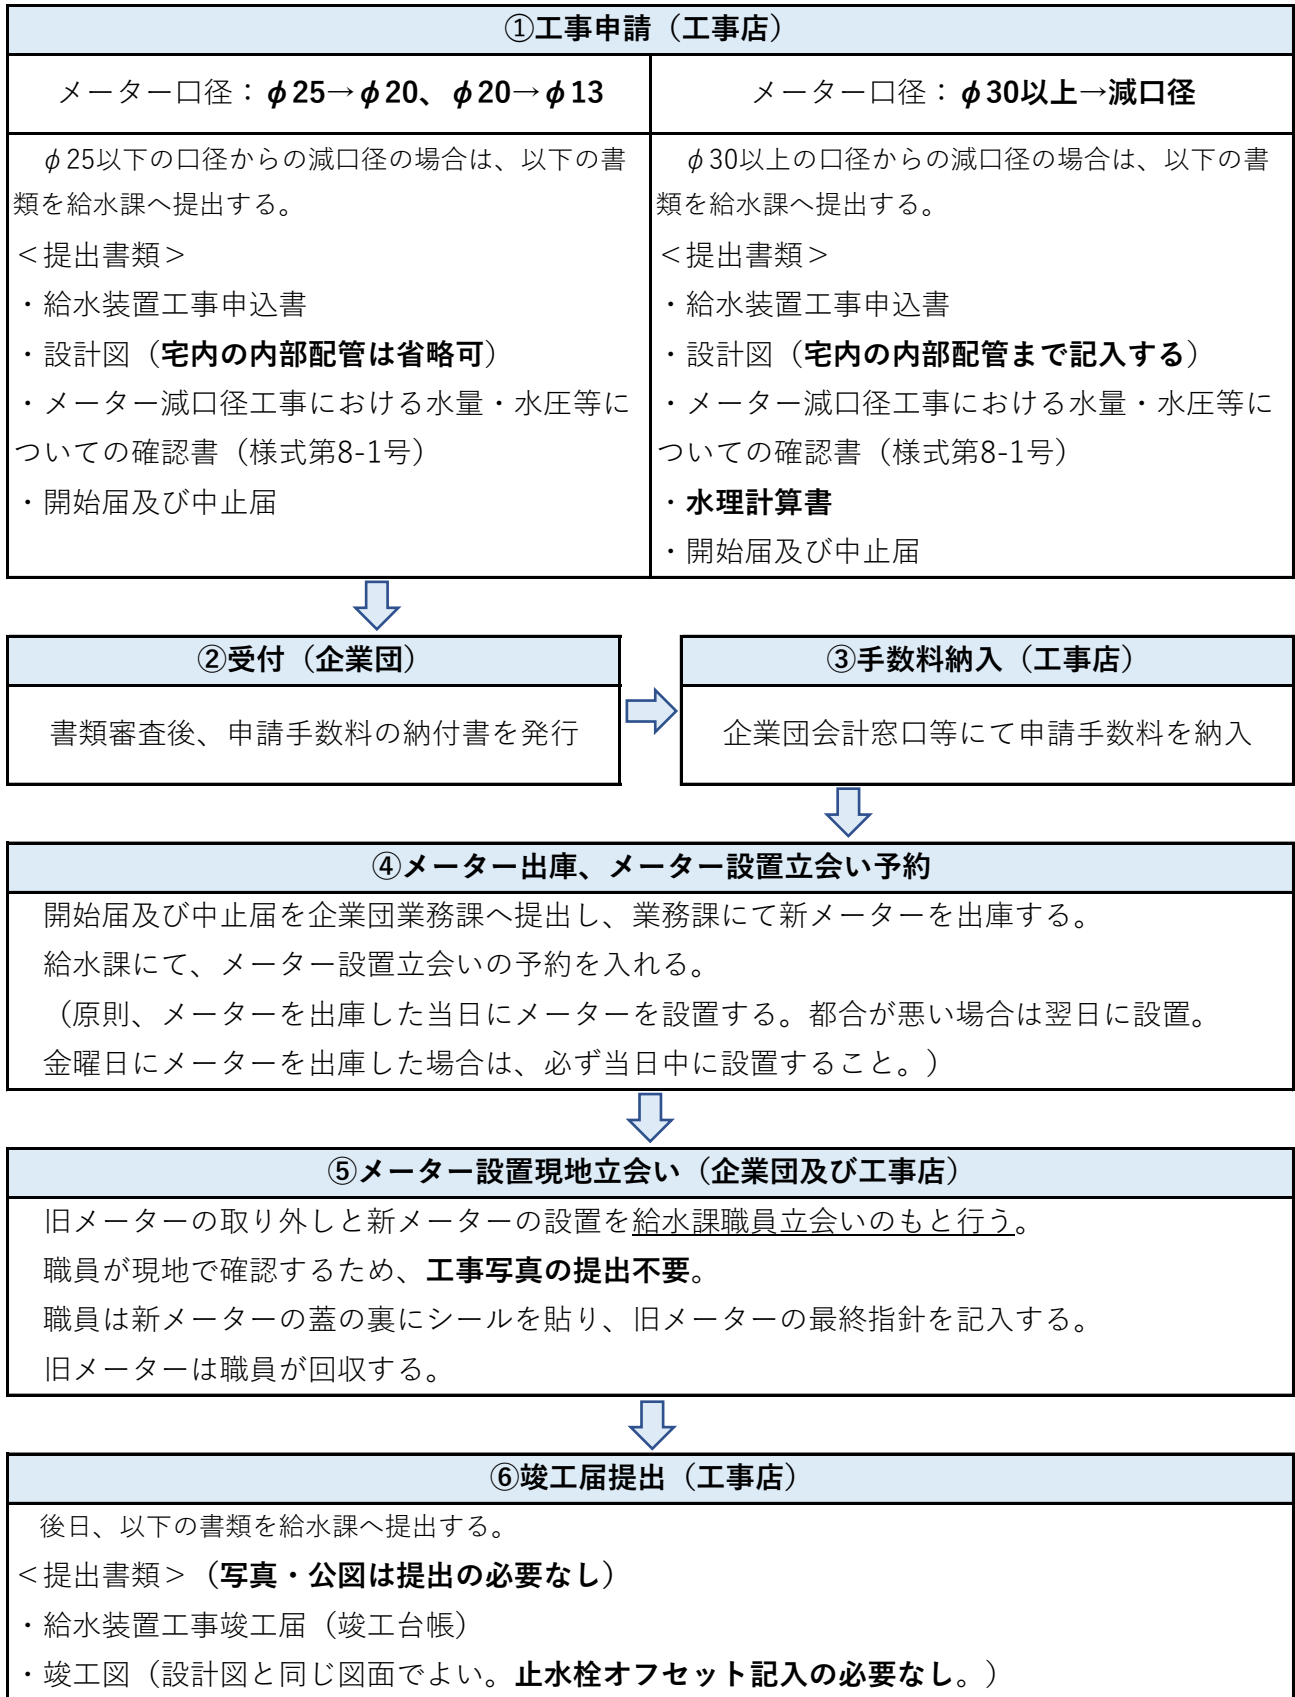 ①工事申請（工事店）
メーター口径：φ25→φ20、φ20→φ13
φ25以下の口径からの減口径の場合は、以下の書
類を給水課へ提出する。
＜提出書類＞
・給水装置工事申込書
・設計図（宅内の内部配管は省略可）
・メーター減口径工事における水量・水圧等に
ついての確認書（様式第8-1号）
・開始届及び中止届
メーター口径：φ30以上→減口径
φ30以上の口径からの減口径の場合は、以下の書
類を給水課へ提出する。
＜提出書類＞
・給水装置工事申込書
・設計図（宅内の内部配管まで記入する）
・メーター減口径工事における水量・水圧等に
ついての確認書（様式第8-1号）
・水理計算書
・開始届及び中止届
②受付（企業団）
書類審査後、申請手数料の納付書を発行
③手数料納入（工事店）
企業団会計窓口等にて申請手数料を納入
④メーター出庫、メーター設置立会い予約
開始届及び中止届を企業団業務課へ提出し、業務課にて新メーターを出庫する。
給水課にて、メーター設置立会いの予約を入れる。
（原則、メーターを出庫した当日にメーターを設置する。都合が悪い場合は翌日に設置。
金曜日にメーターを出庫した場合は、必ず当日中に設置すること。）
⑤メーター設置現地立会い（企業団及び工事店）
旧メーターの取り外しと新メーターの設置を給水課職員立会いのもと行う。
職員が現地で確認するため、工事写真の提出不要。
職員は新メーターの蓋の裏にシールを貼り、旧メーターの最終指針を記入する。
旧メーターは職員が回収する。
⑥竣工届提出（工事店）
後日、以下の書類を給水課へ提出する。
＜提出書類＞（写真・公図は提出の必要なし）
・給水装置工事竣工届（竣工台帳）
・竣工図（設計図と同じ図面でよい。止水栓オフセット記入の必要なし。）